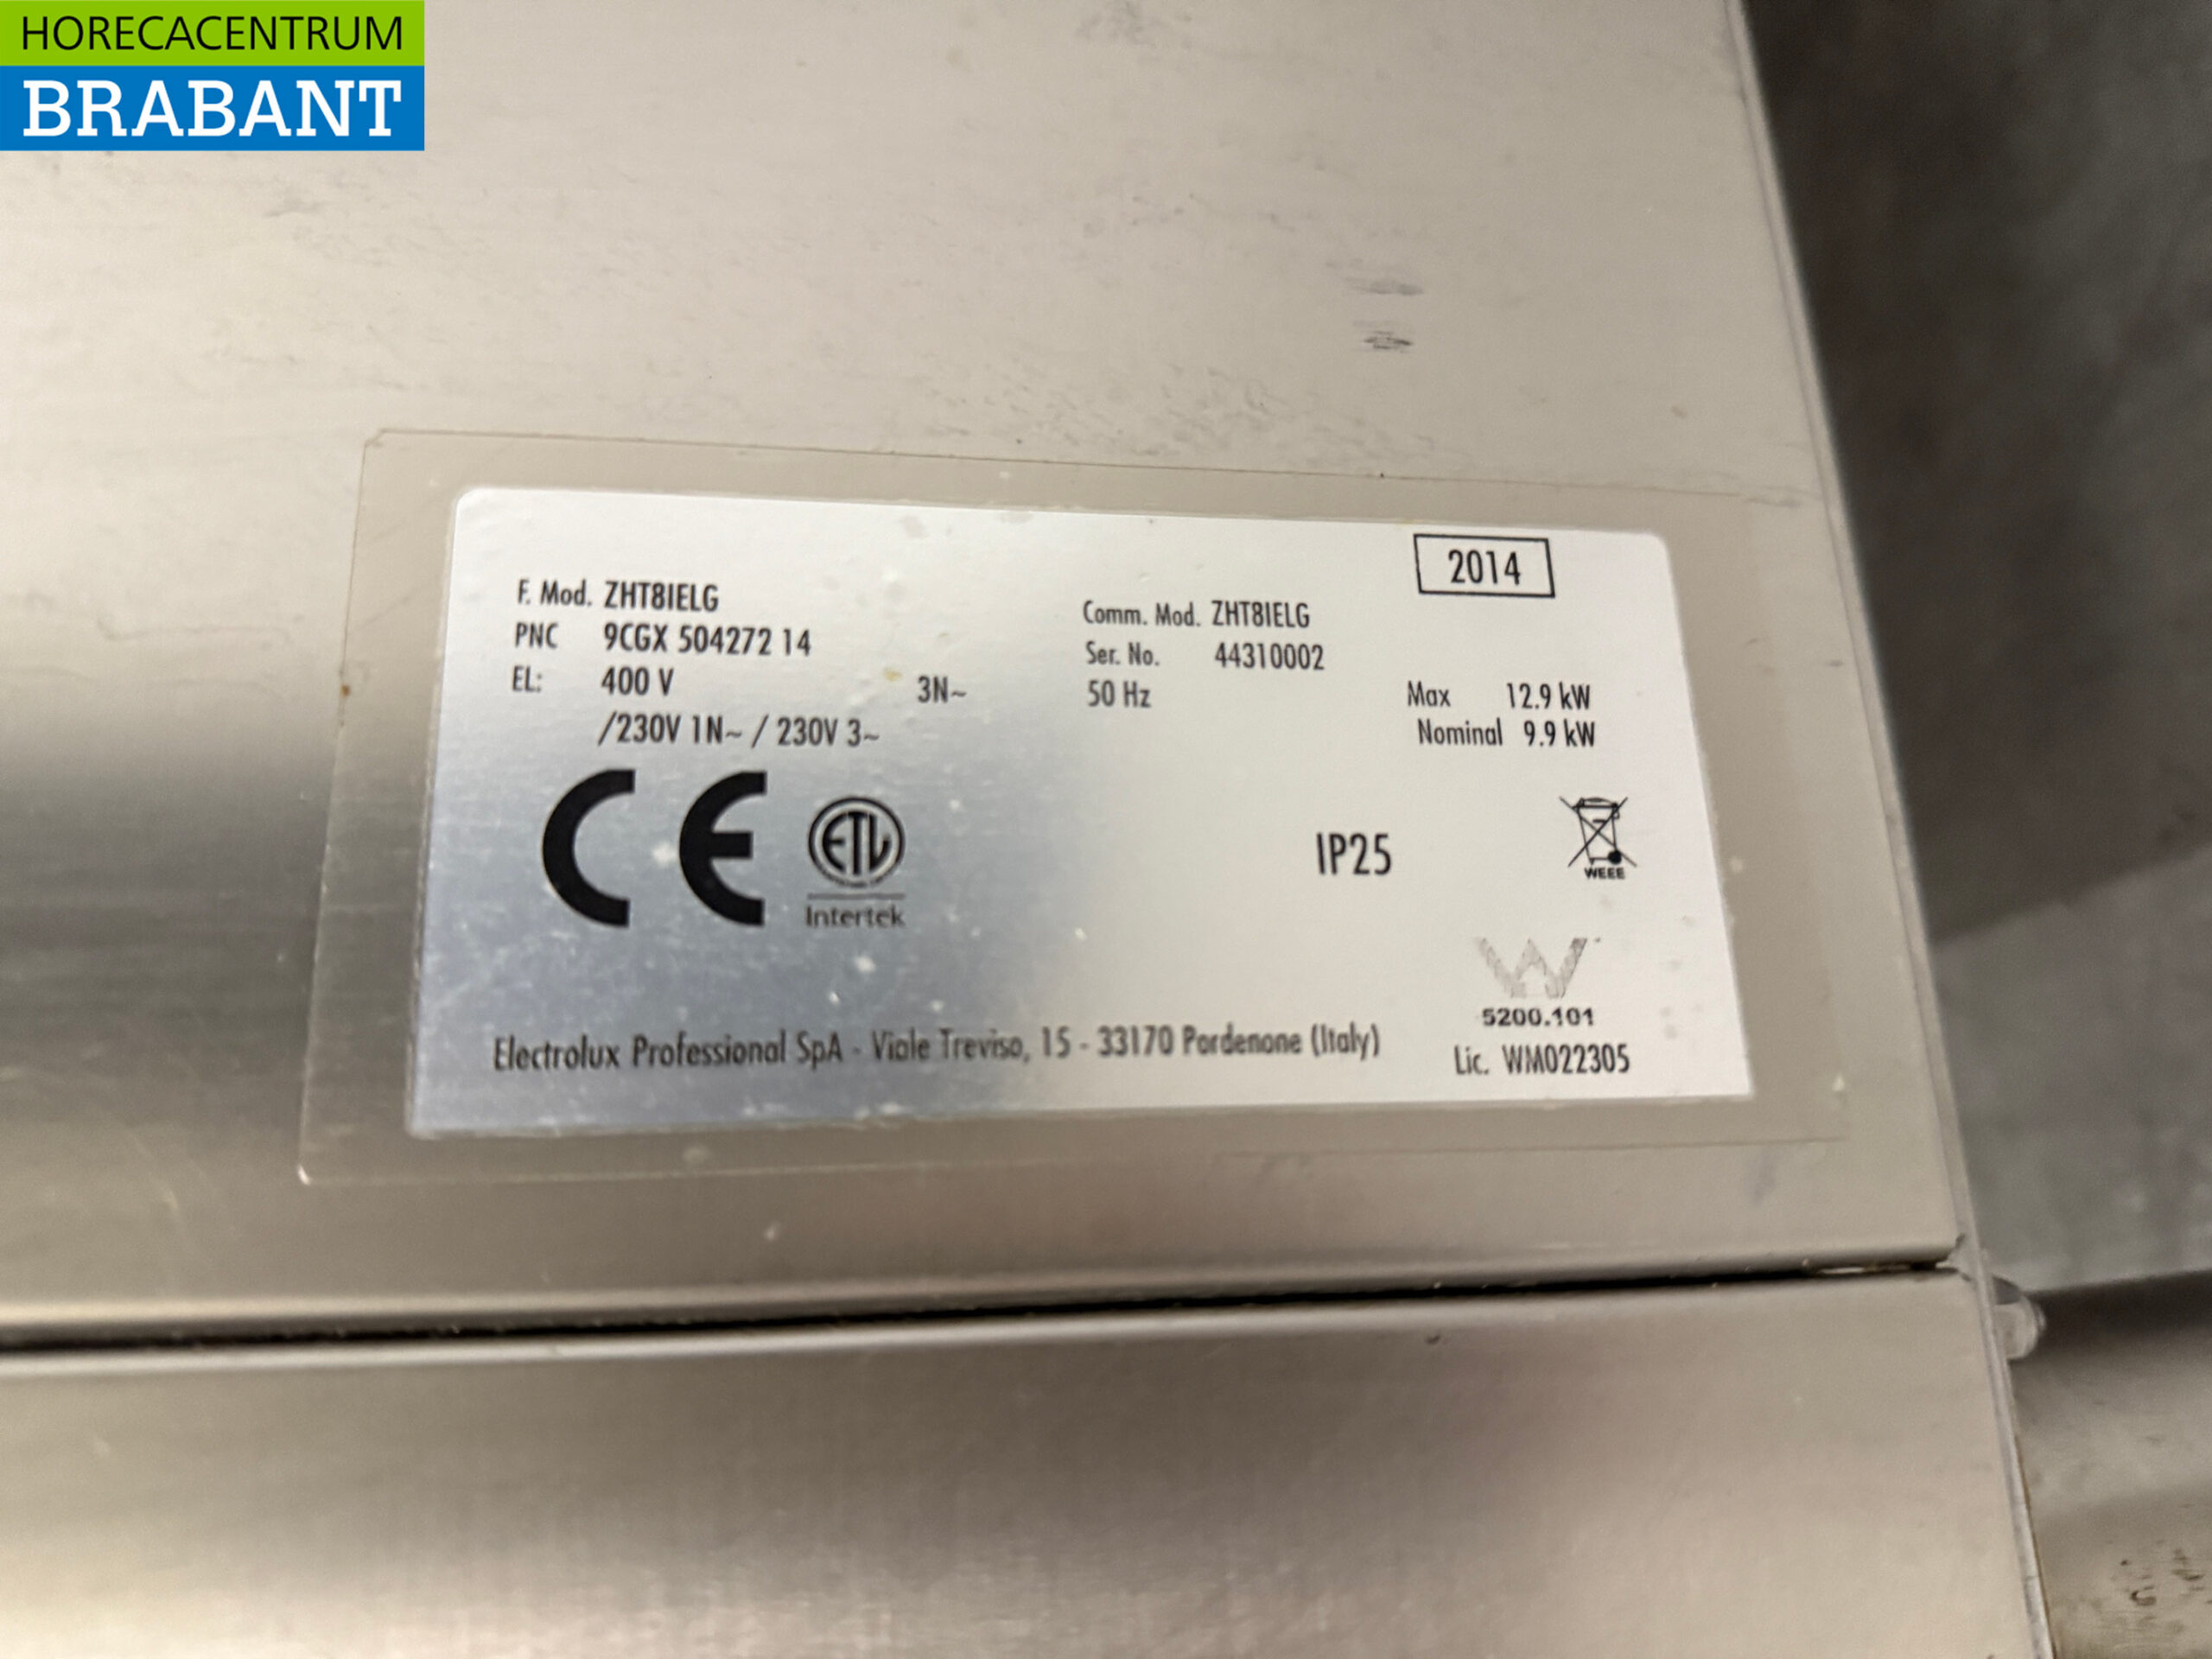 HORECACENTRUM
BRABANT
2014
F. Mod. ZHT8IELG
Comm. Mod. ZHT8IELG
PNC 9CGX 504272 14
Ser. No. 44310002
EL: 400 V 3N~ 50 Hz Max 12.9 kW
/230V 1N~ / 230V 3~ Nominal 9.9 kW
CE ETL
Intertek
IP25
WEEE
5200.101
Electrolux Professional SpA - Viale Treviso, 15 - 33170 Pordenone (Italy)
Lic. WM022305